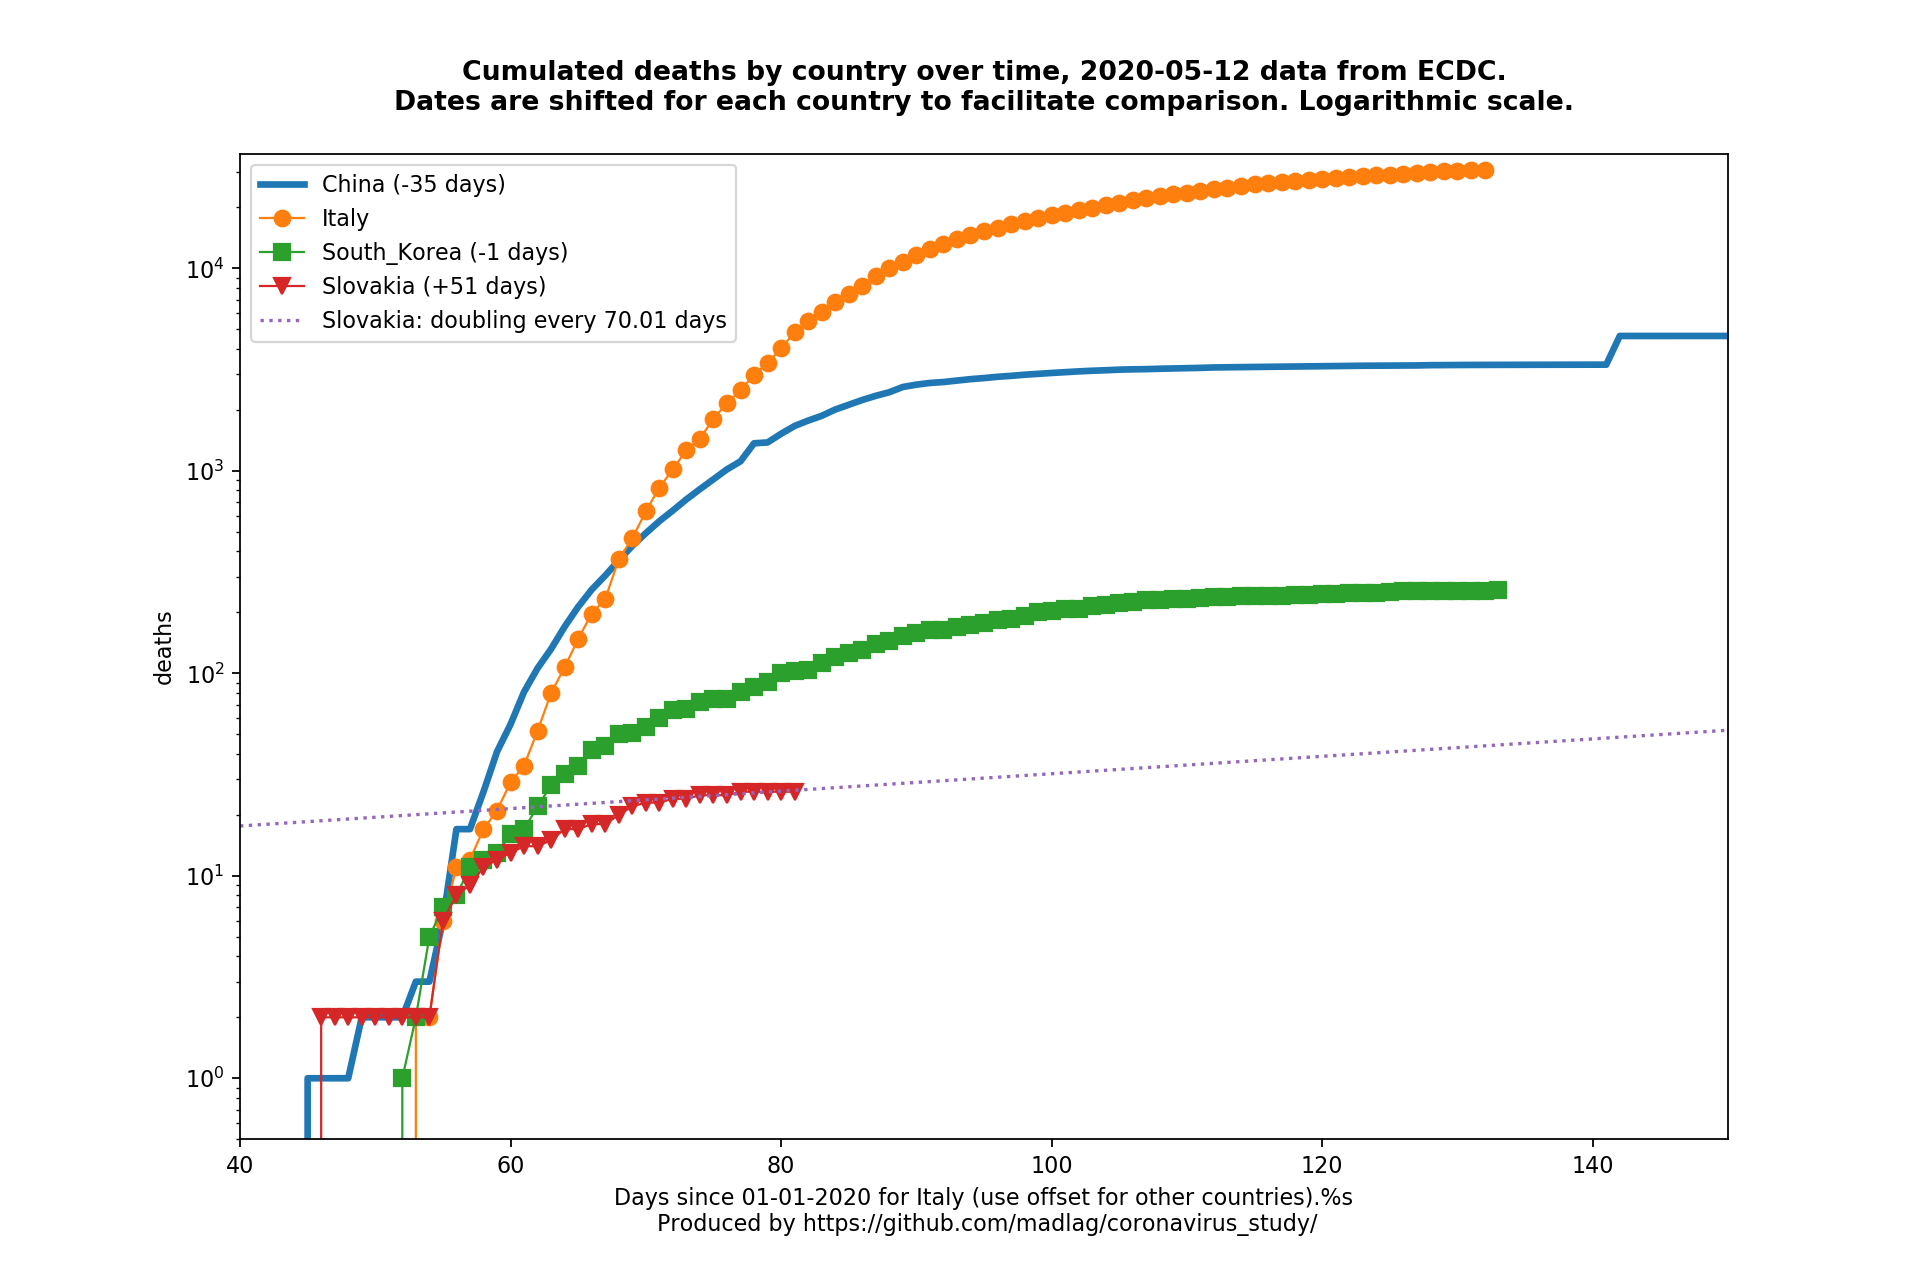 Cumulated deaths by country over time, 2020-05-12 data from ECDC.
Dates are shifted for each country to facilitate comparison. Logarithmic scale.
China (-35 days)
Italy
South_Korea (-1 days)
Slovakia (+51 days)
Slovakia: doubling every 70.01 days
deaths
10⁴
10³
10²
10¹
10⁰
40 60 80 100 120 140
Days since 01-01-2020 for Italy (use offset for other countries).%s
Produced by https://github.com/madlag/coronavirus_study/